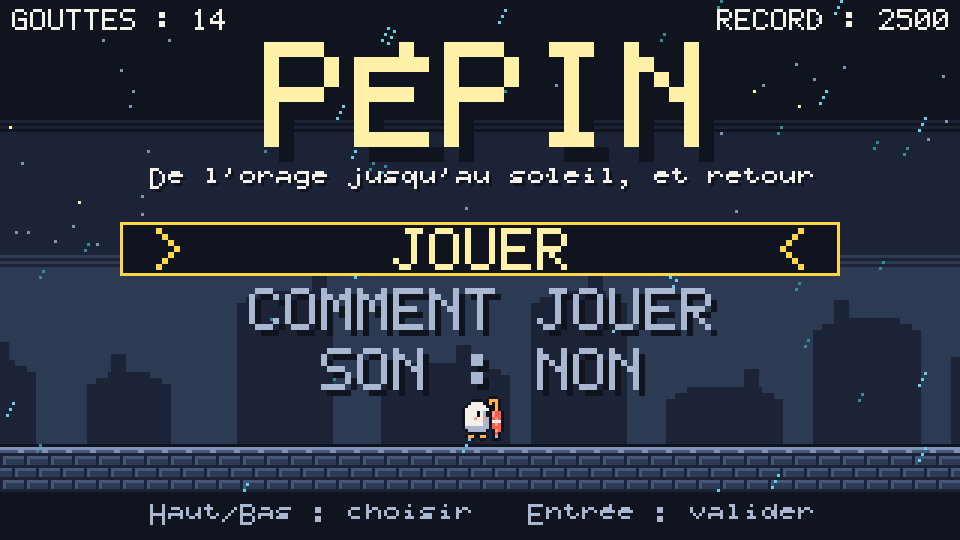 GOUTTES : 14
RECORD : 2500
PÉPIN
De l'orage jusqu'au soleil, et retour
> JOUER <
COMMENT JOUER
SON : NON
Haut/Bas : choisir Entrée : valider